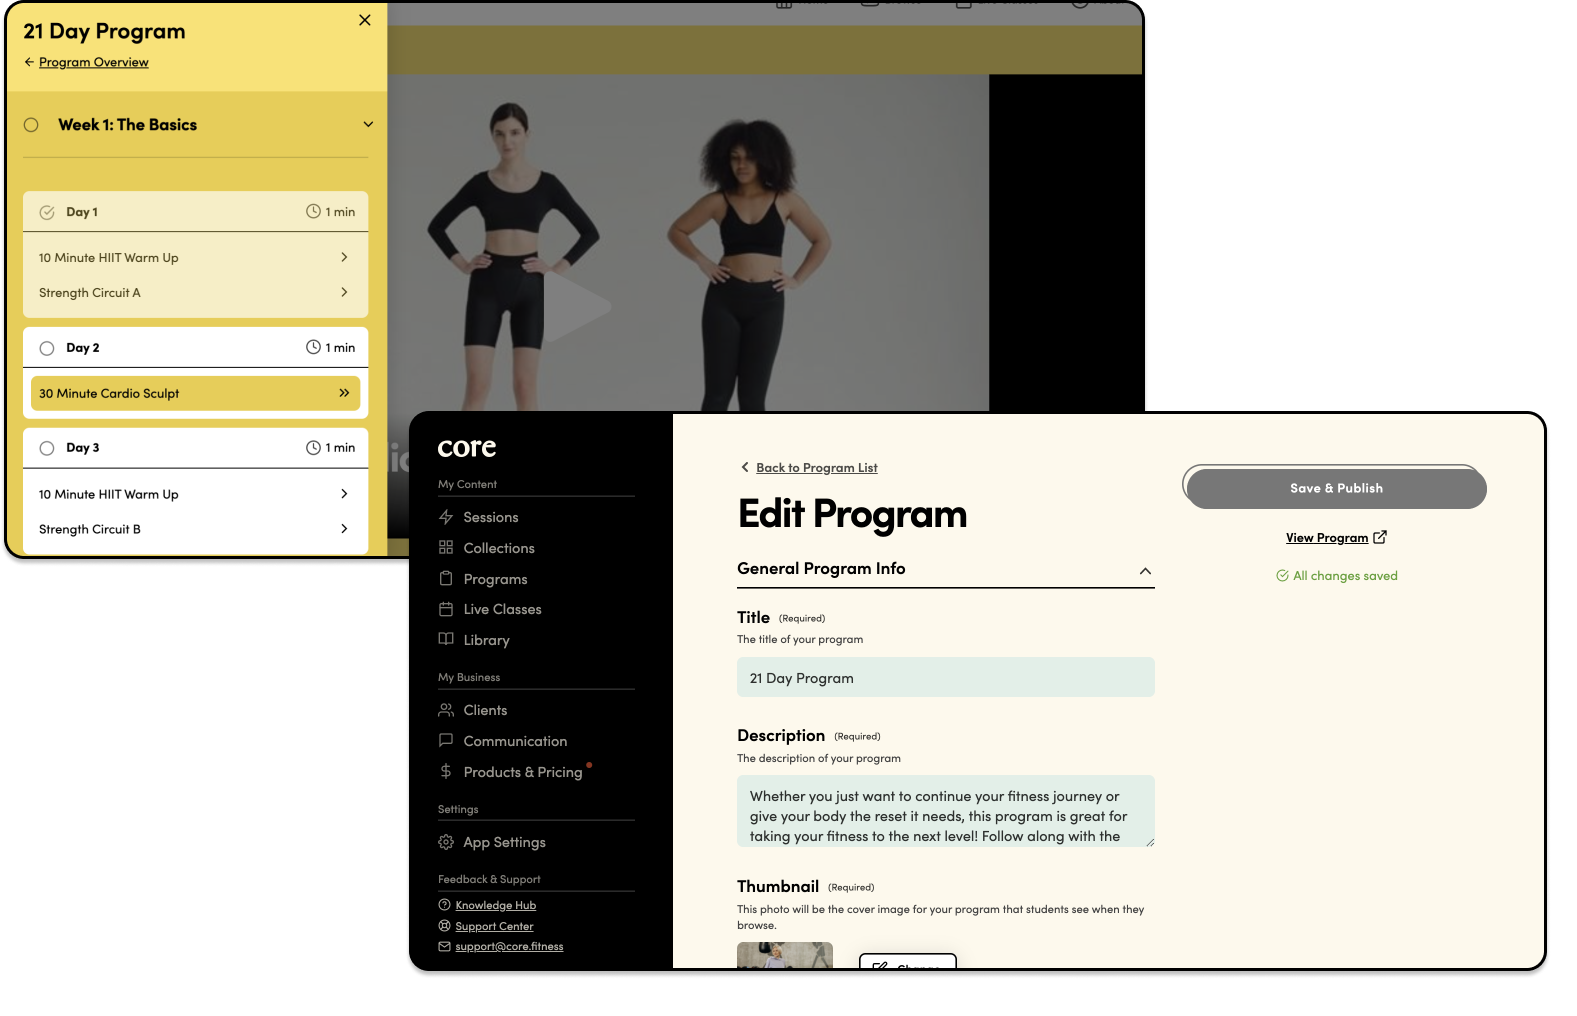 21 Day Program
Program Overview
Week 1: The Basics
Day 1
1 min
10 Minute HIIT Warm Up
Strength Circuit A
Day 2
1 min
30 Minute Cardio Sculpt
Day 3
1 min
10 Minute HIIT Warm Up
Strength Circuit B
core
My Content
Sessions
Collections
Programs
Live Classes
Library
My Business
Clients
Communication
Products & Pricing
Settings
App Settings
Feedback & Support
Knowledge Hub
Support Center
support@core.fitness
Back to Program List
Edit Program
General Program Info
Title (Required)
The title of your program
21 Day Program
Description (Required)
The description of your program
Whether you just want to continue your fitness journey or
give your body the reset it needs, this program is great for
taking your fitness to the next level! Follow along with the
Thumbnail (Required)
This photo will be the cover image for your program that students see when they
browse.
Save & Publish
View Program
All changes saved